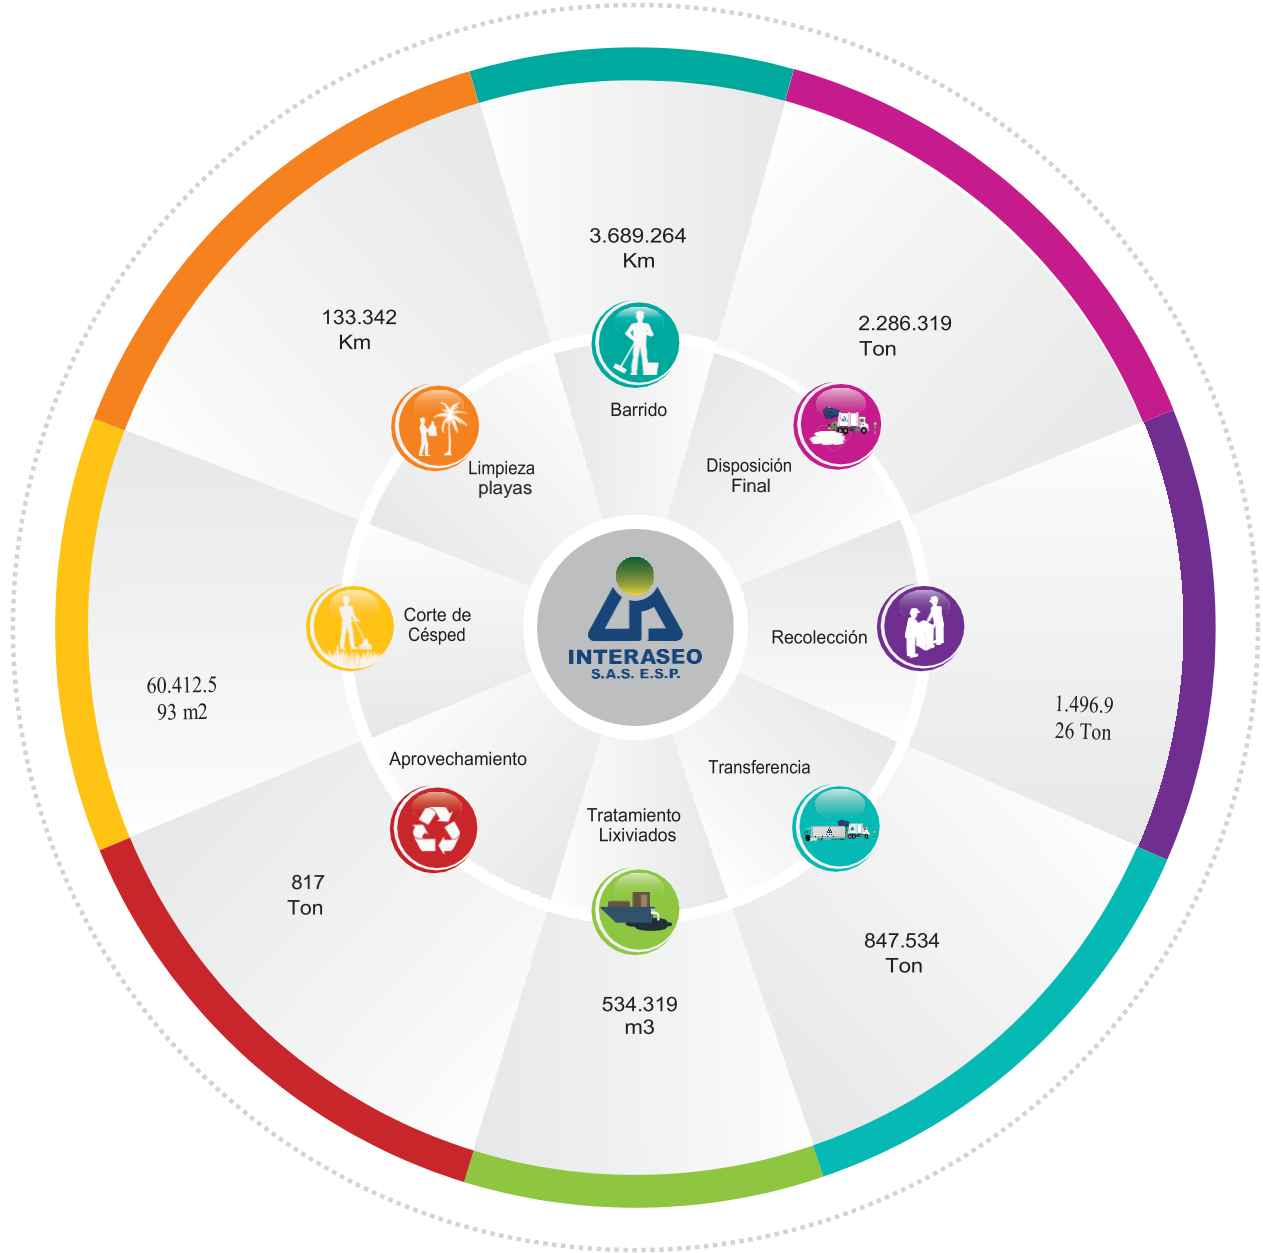 3.689.264
Km
Barrido
2.286.319
Ton
Disposición
Final
Recolección
1.496.9
26 Ton
Transferencia
847.534
Ton
Tratamiento
Lixiviados
534.319
m3
Aprovechamiento
817
Ton
Corte de
Césped
60.412.5
93 m2
133.342
Km
Limpieza
playas
INTERASEO
S.A.S. E.S.P.